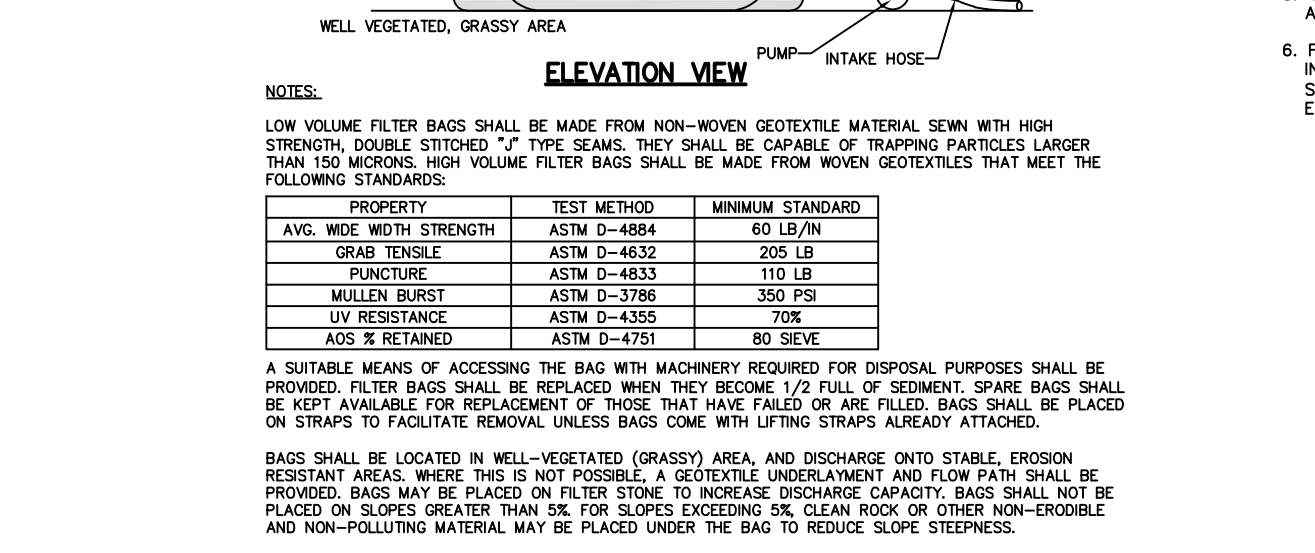 WELL VEGETATED, GRASSY AREA
PUMP
INTAKE HOSE
ELEVATION VIEW
NOTES:
LOW VOLUME FILTER BAGS SHALL BE MADE FROM NON-WOVEN GEOTEXTILE MATERIAL SEWN WITH HIGH
STRENGTH, DOUBLE STITCHED "J" TYPE SEAMS. THEY SHALL BE CAPABLE OF TRAPPING PARTICLES LARGER
THAN 150 MICRONS. HIGH VOLUME FILTER BAGS SHALL BE MADE FROM WOVEN GEOTEXTILES THAT MEET THE
FOLLOWING STANDARDS:
PROPERTY TEST METHOD MINIMUM STANDARD
AVG. WIDE WIDTH STRENGTH ASTM D-4884 60 LB/IN
GRAB TENSILE ASTM D-4632 205 LB
PUNCTURE ASTM D-4833 110 LB
MULLEN BURST ASTM D-3786 350 PSI
UV RESISTANCE ASTM D-4355 70%
AOS % RETAINED ASTM D-4751 80 SIEVE
A SUITABLE MEANS OF ACCESSING THE BAG WITH MACHINERY REQUIRED FOR DISPOSAL PURPOSES SHALL BE
PROVIDED. FILTER BAGS SHALL BE REPLACED WHEN THEY BECOME 1/2 FULL OF SEDIMENT. SPARE BAGS SHALL
BE KEPT AVAILABLE FOR REPLACEMENT OF THOSE THAT HAVE FAILED OR ARE FILLED. BAGS SHALL BE PLACED
ON STRAPS TO FACILITATE REMOVAL UNLESS BAGS COME WITH LIFTING STRAPS ALREADY ATTACHED.
BAGS SHALL BE LOCATED IN WELL-VEGETATED (GRASSY) AREA, AND DISCHARGE ONTO STABLE, EROSION
RESISTANT AREAS. WHERE THIS IS NOT POSSIBLE, A GEOTEXTILE UNDERLAYMENT AND FLOW PATH SHALL BE
PROVIDED. BAGS MAY BE PLACED ON FILTER STONE TO INCREASE DISCHARGE CAPACITY. BAGS SHALL NOT BE
PLACED ON SLOPES GREATER THAN 5%. FOR SLOPES EXCEEDING 5%, CLEAN ROCK OR OTHER NON-ERODIBLE
AND NON-POLLUTING MATERIAL MAY BE PLACED UNDER THE BAG TO REDUCE SLOPE STEEPNESS.
6.